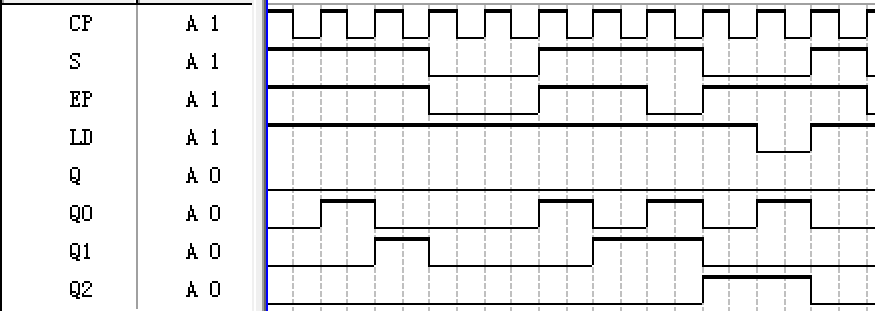 CP A 1
S A 1
EP A 1
LD A 1
Q A 0
Q0 A 0
Q1 A 0
Q2 A 0